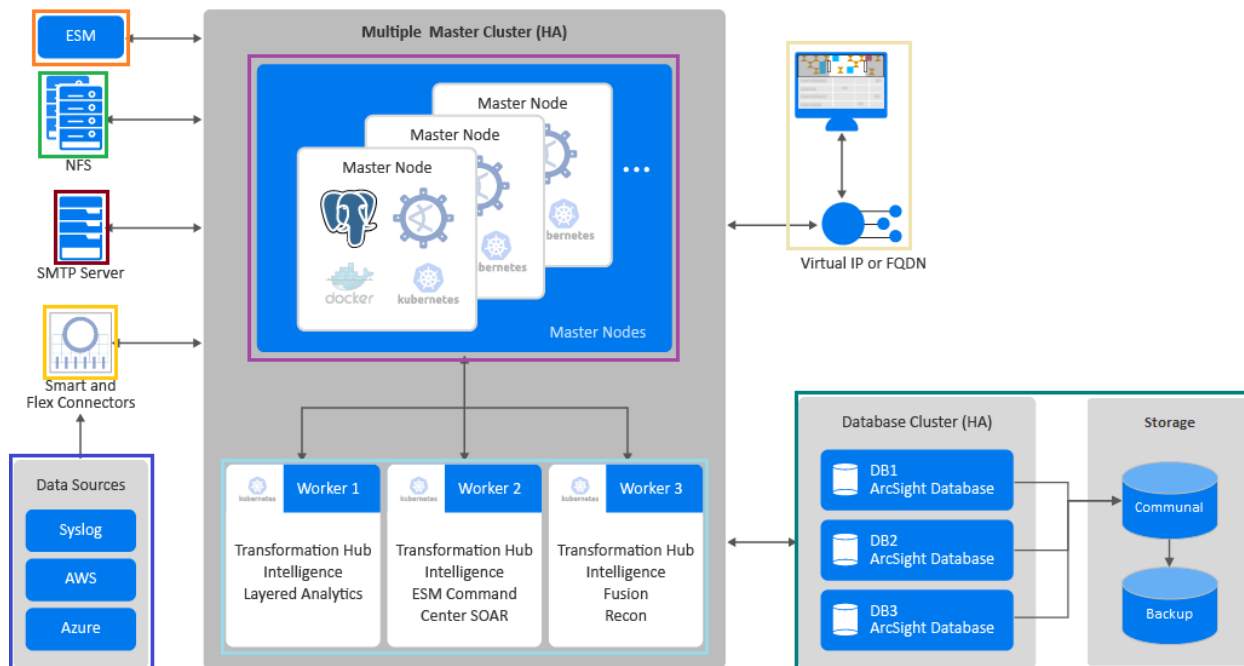 ESM
NFS
SMTP Server
Smart and
Flex Connectors
Data Sources
Syslog
AWS
Azure
Multiple Master Cluster (HA)
Master Node
bernetes
Master Node
bernetes
Master Node
docker
kubernetes
...
Master Nodes
kubernetes
Worker 1
Transformation Hub
Intelligence
Layered Analytics
kubernetes
Worker 2
Transformation Hub
Intelligence
ESM Command
Center SOAR
kubernetes
Worker 3
Transformation Hub
Intelligence
Fusion
Recon
Virtual IP or FQDN
Database Cluster (HA)
DB1
ArcSight Database
DB2
ArcSight Database
DB3
ArcSight Database
Storage
Communal
Backup